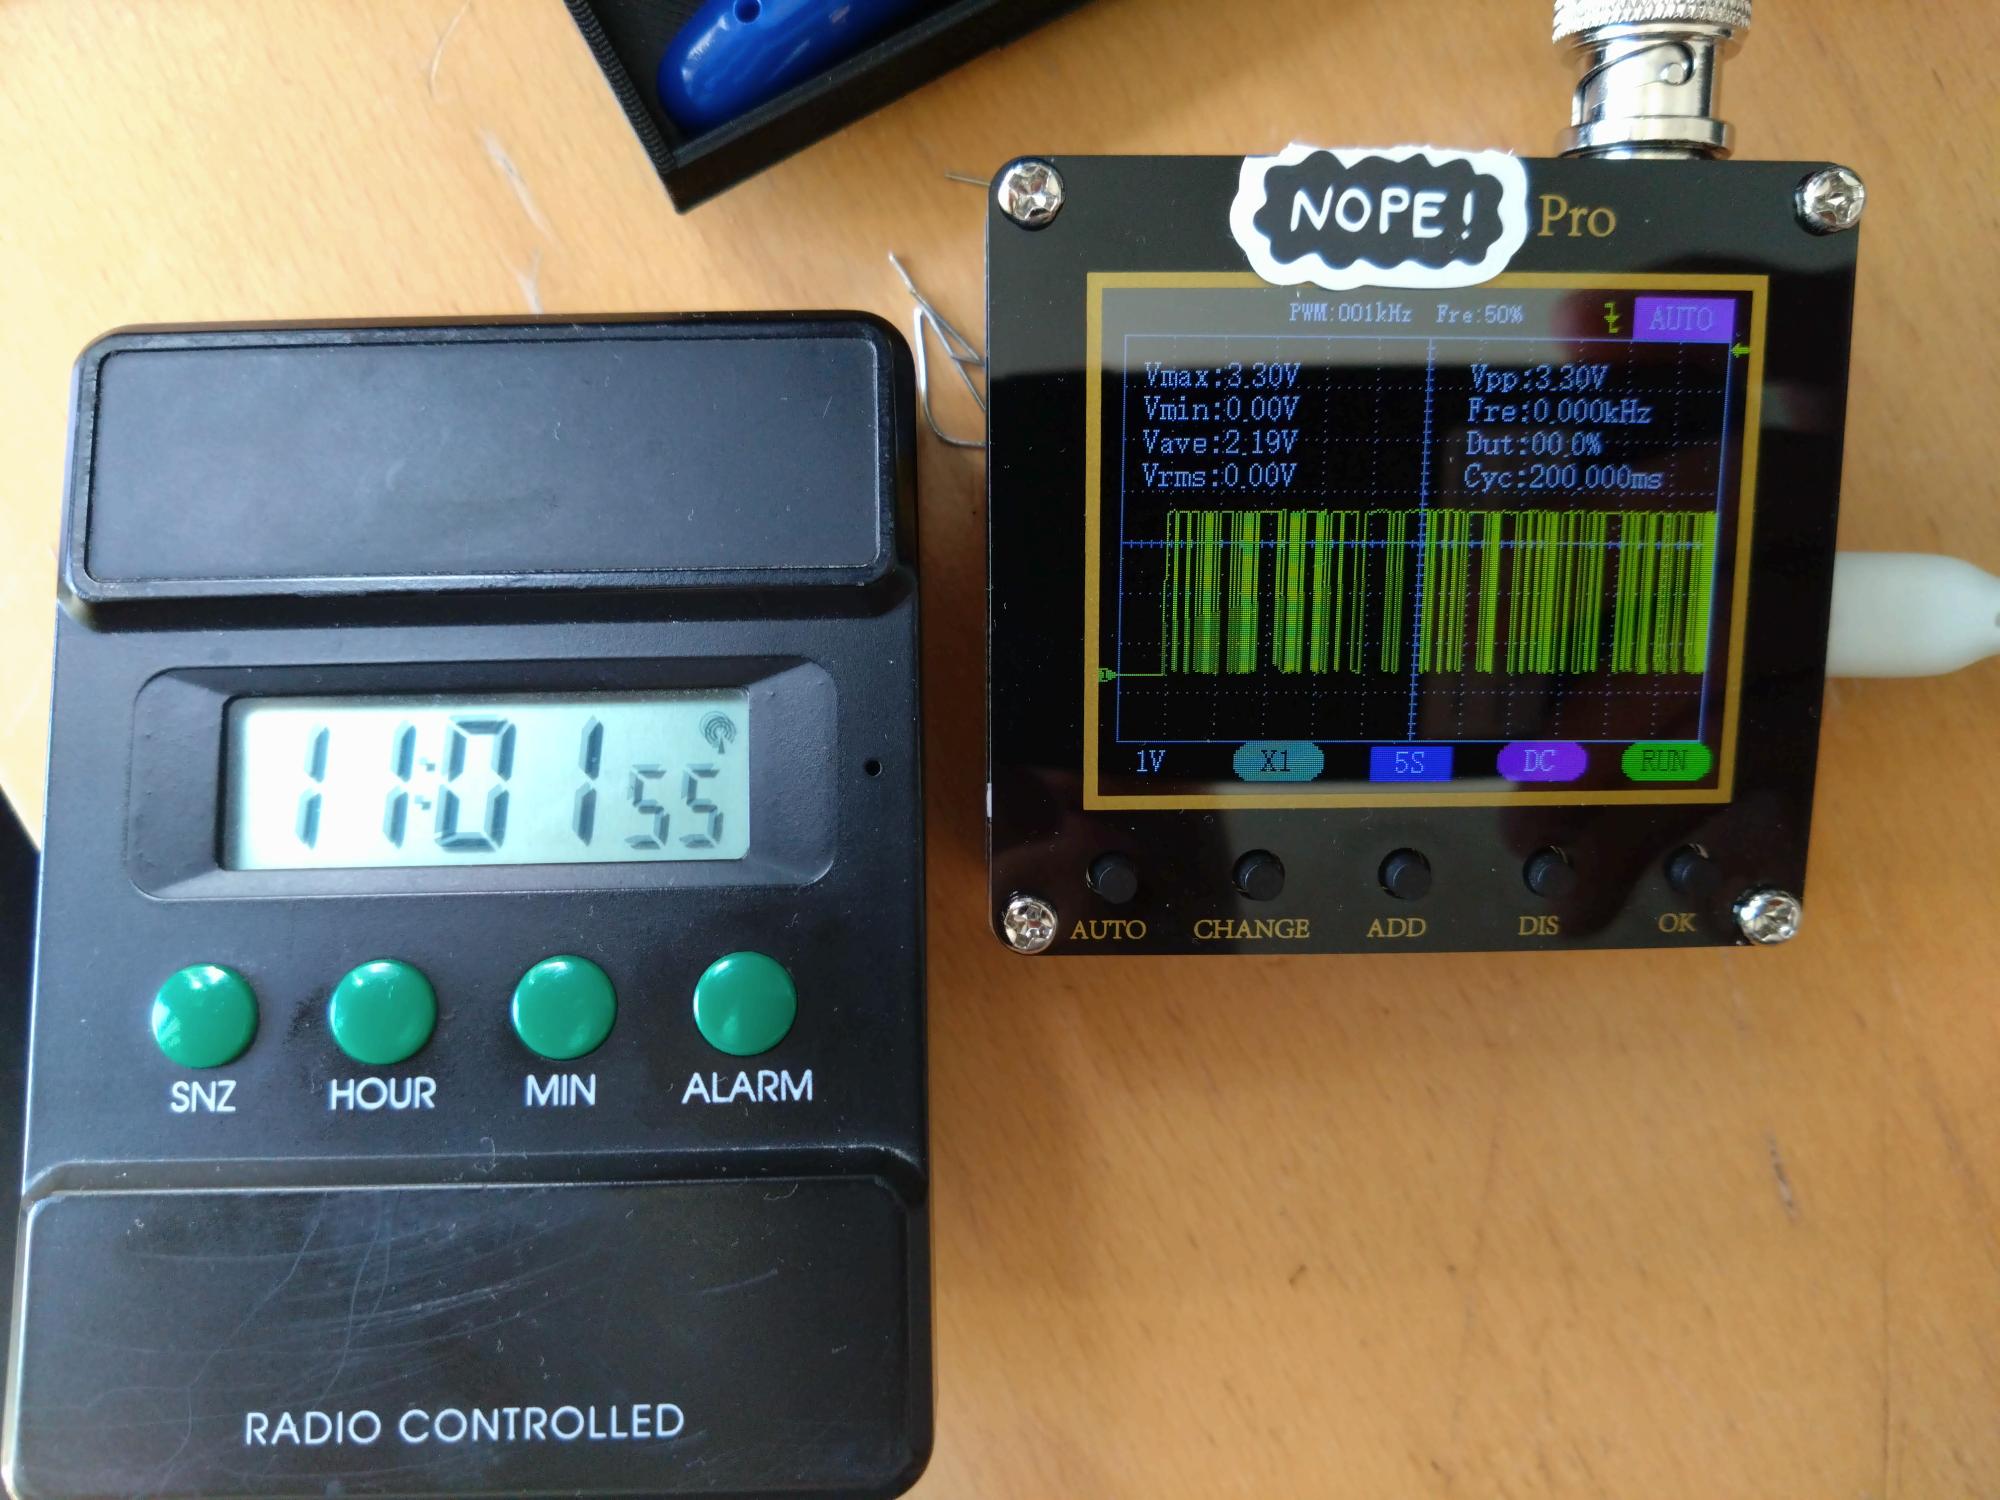 NOPE! Pro
PWM:001kHz Fre:50% AUTO
Vmax:3.30V Vpp:3.30V
Vmin:0.00V Fre:0.000kHz
Vave:2.19V Dut:00.0%
Vrms:0.00V Cyc:200.000ms
1V X1 5S DC RUN
AUTO CHANGE ADD DIS OK
11:01 55
SNZ HOUR MIN ALARM
RADIO CONTROLLED